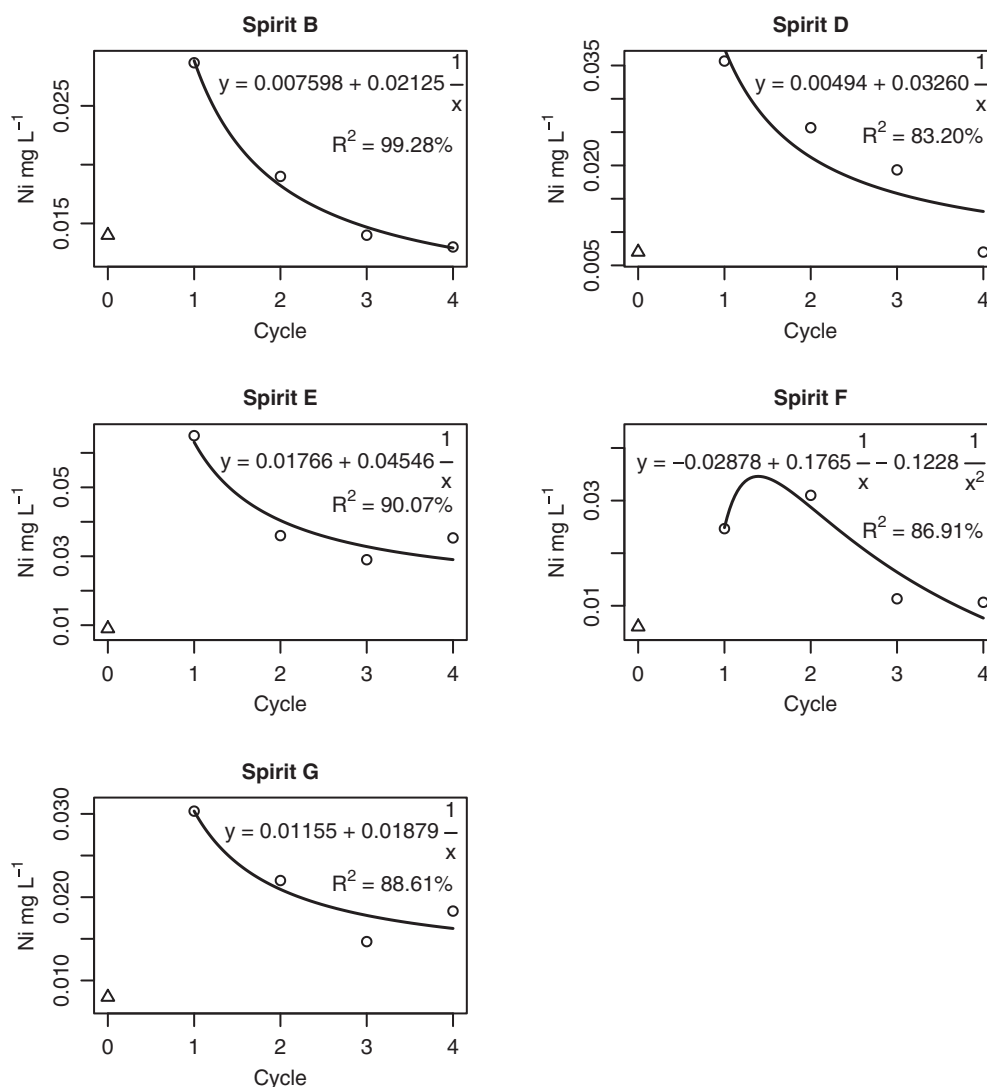 Spirit B
y = 0.007598 + 0.02125 1/x
R² = 99.28%
Ni mg L⁻¹
0.025
0.015
0 1 2 3 4
Cycle
Spirit D
y = 0.00494 + 0.03260 1/x
R² = 83.20%
Ni mg L⁻¹
0.035
0.020
0.005
0 1 2 3 4
Cycle
Spirit E
y = 0.01766 + 0.04546 1/x
R² = 90.07%
Ni mg L⁻¹
0.05
0.03
0.01
0 1 2 3 4
Cycle
Spirit F
y = −0.02878 + 0.1765 1/x − 0.1228 1/x²
R² = 86.91%
Ni mg L⁻¹
0.03
0.01
0 1 2 3 4
Cycle
Spirit G
y = 0.01155 + 0.01879 1/x
R² = 88.61%
Ni mg L⁻¹
0.030
0.020
0.010
0 1 2 3 4
Cycle